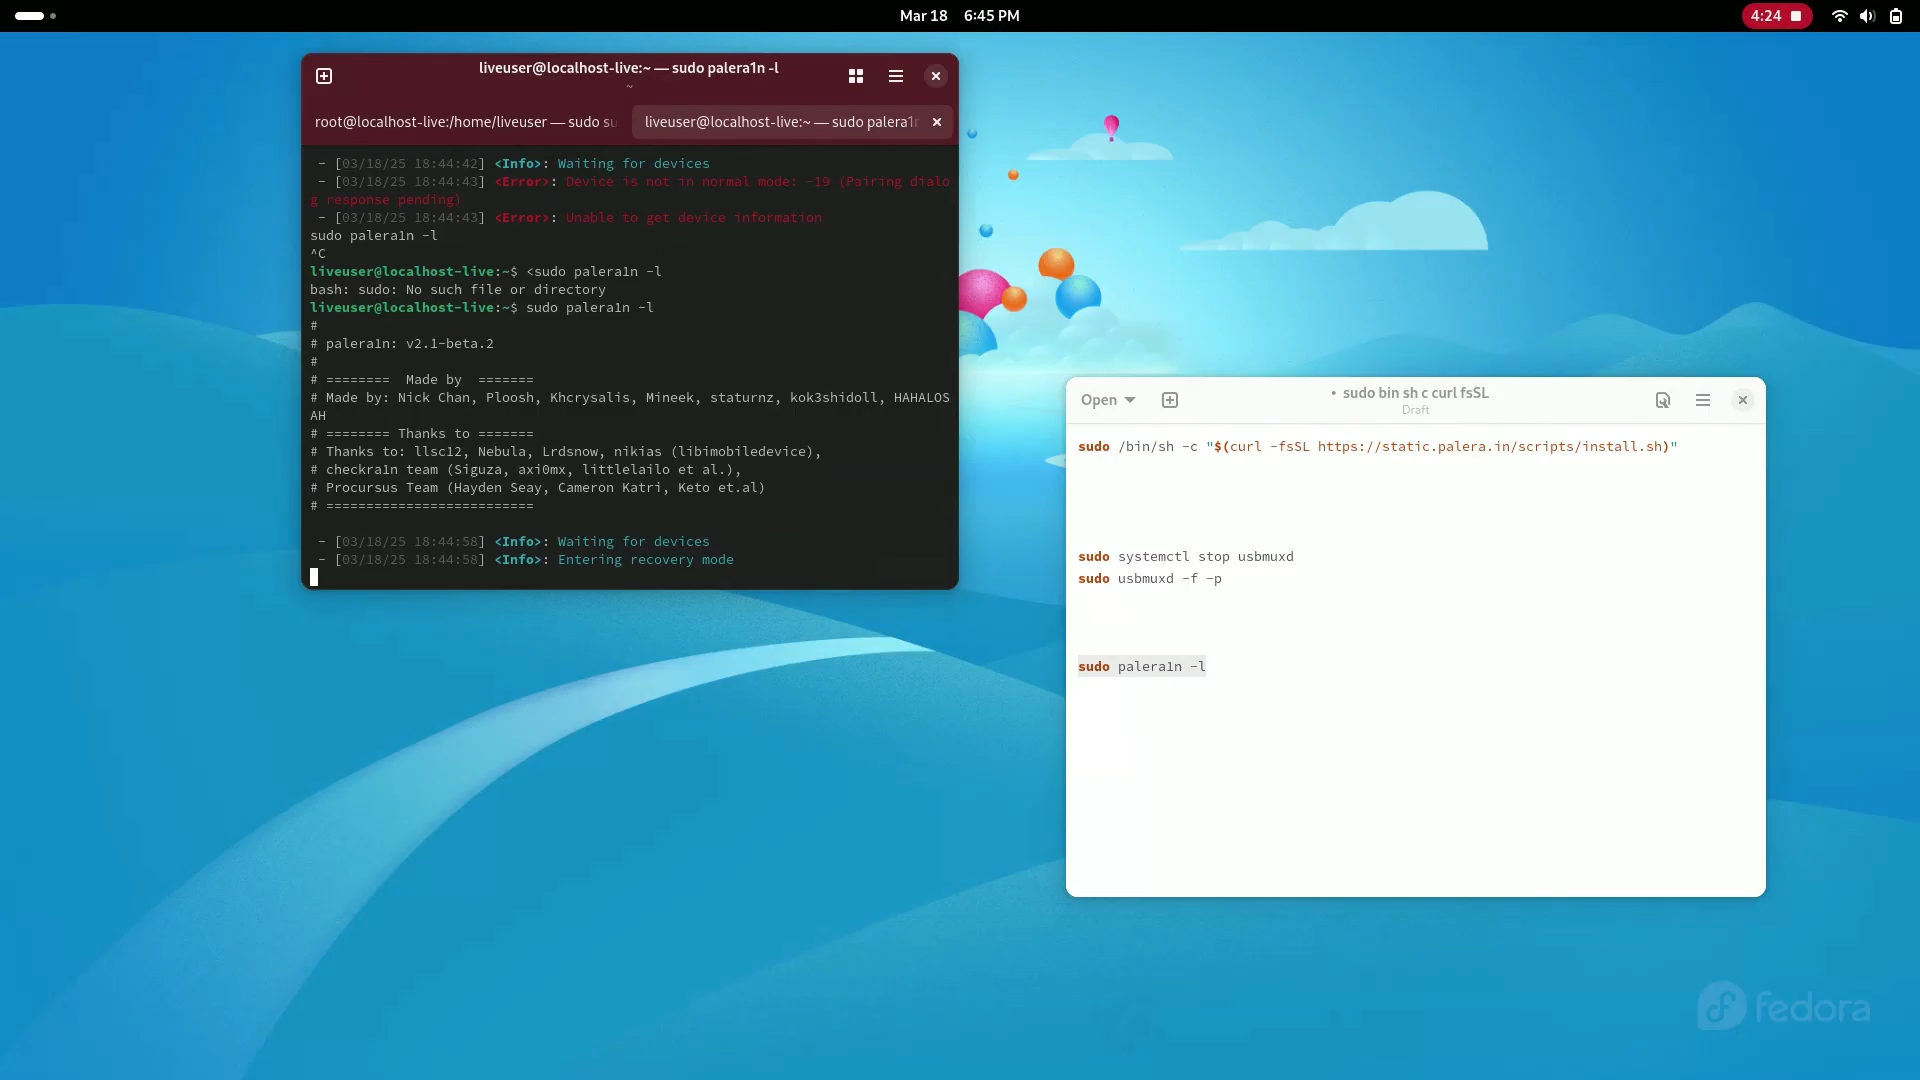 Mar 18 6:45 PM
4:24
liveuser@localhost-live:~ — sudo palera1n -l
~
root@localhost-live:/home/liveuser — sudo su
liveuser@localhost-live:~ — sudo palera1n
- [03/18/25 18:44:42] <Info>: Waiting for devices
- [03/18/25 18:44:43] <Error>: Device is not in normal mode: -19 (Pairing dialo
g response pending)
- [03/18/25 18:44:43] <Error>: Unable to get device information
sudo palera1n -l
^C
liveuser@localhost-live:~$ <sudo palera1n -l
bash: sudo: No such file or directory
liveuser@localhost-live:~$ sudo palera1n -l
#
# palera1n: v2.1-beta.2
#
# ======== Made by =======
# Made by: Nick Chan, Ploosh, Khcrysalis, Mineek, staturnz, kok3shidoll, HAHALOS
AH
# ======== Thanks to =======
# Thanks to: llsc12, Nebula, Lrdsnow, nikias (libimobiledevice),
# checkra1n team (Siguza, axi0mx, littlelailo et al.),
# Procursus Team (Hayden Seay, Cameron Katri, Keto et.al)
# ==========================
- [03/18/25 18:44:58] <Info>: Waiting for devices
- [03/18/25 18:44:58] <Info>: Entering recovery mode
Open
• sudo bin sh c curl fsSL
Draft
sudo /bin/sh -c "$(curl -fsSL https://static.palera.in/scripts/install.sh)"
sudo systemctl stop usbmuxd
sudo usbmuxd -f -p
sudo palera1n -l
fedora